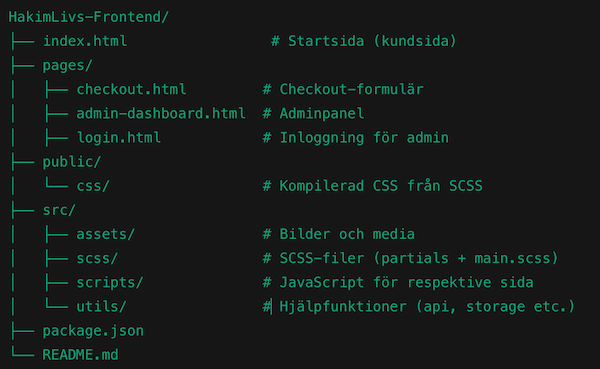 HakimLivs-Frontend/
├── index.html                 # Startsida (kundsida)
├── pages/
│   ├── checkout.html         # Checkout-formulär
│   ├── admin-dashboard.html  # Adminpanel
│   ├── login.html            # Inloggning för admin
├── public/
│   └── css/                  # Kompilerad CSS från SCSS
├── src/
│   ├── assets/               # Bilder och media
│   ├── scss/                 # SCSS-filer (partials + main.scss)
│   ├── scripts/              # JavaScript för respektive sida
│   └── utils/                # Hjälpfunktioner (api, storage etc.)
├── package.json
└── README.md